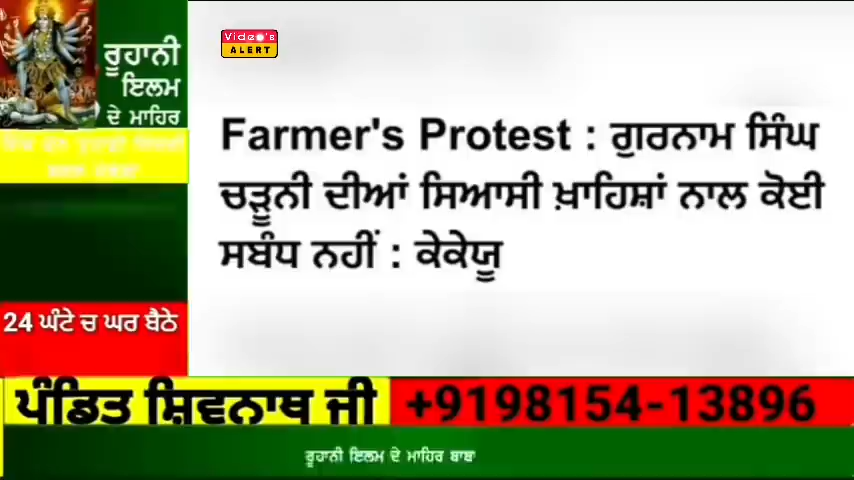 ਰੂਹਾਨੀ
ਇਲਮ
ਦੇ ਮਾਹਿਰ
Video's
ALERT
Farmer's Protest : ਗੁਰਨਾਮ ਸਿੰਘ
ਚੜੂਨੀ ਦੀਆਂ ਸਿਆਸੀ ਖ਼ਾਹਿਸ਼ਾਂ ਨਾਲ ਕੋਈ
ਸਬੰਧ ਨਹੀਂ : ਕੇਕੇਯੂ
24 ਘੰਟੇ ਚ ਘਰ ਬੈਠੇ
ਪੰਡਿਤ ਸ਼ਿਵਨਾਥ ਜੀ +9198154-13896
ਰੂਹਾਨੀ ਇਲਮ ਦੇ ਮਾਹਿਰ ਬਾਬਾ